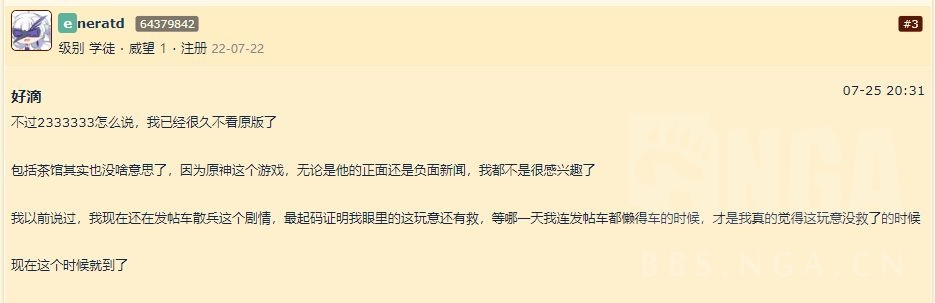 eneratd 64379842 #3
级别 学徒 · 威望 1 · 注册 22-07-22
好滴 07-25 20:31
不过2333333怎么说，我已经很久不看原版了
包括茶馆其实也没啥意思了，因为原神这个游戏，无论是他的正面还是负面新闻，我都不是很感兴趣了
我以前说过，我现在还在发帖车散兵这个剧情，最起码证明我眼里的这玩意还有救，等哪一天我连发帖车都懒得车的时候，才是我真的觉得这玩意没救了的时候
现在这个时候就到了
NGA
BBS.NGA.CN